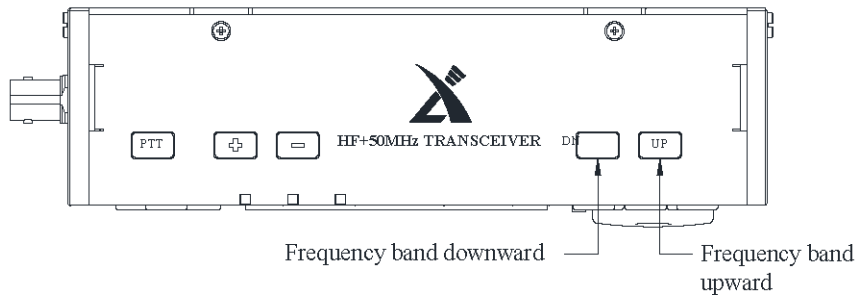 PTT
HF+50MHz TRANSCEIVER
DN
UP
Frequency band downward
Frequency band
upward